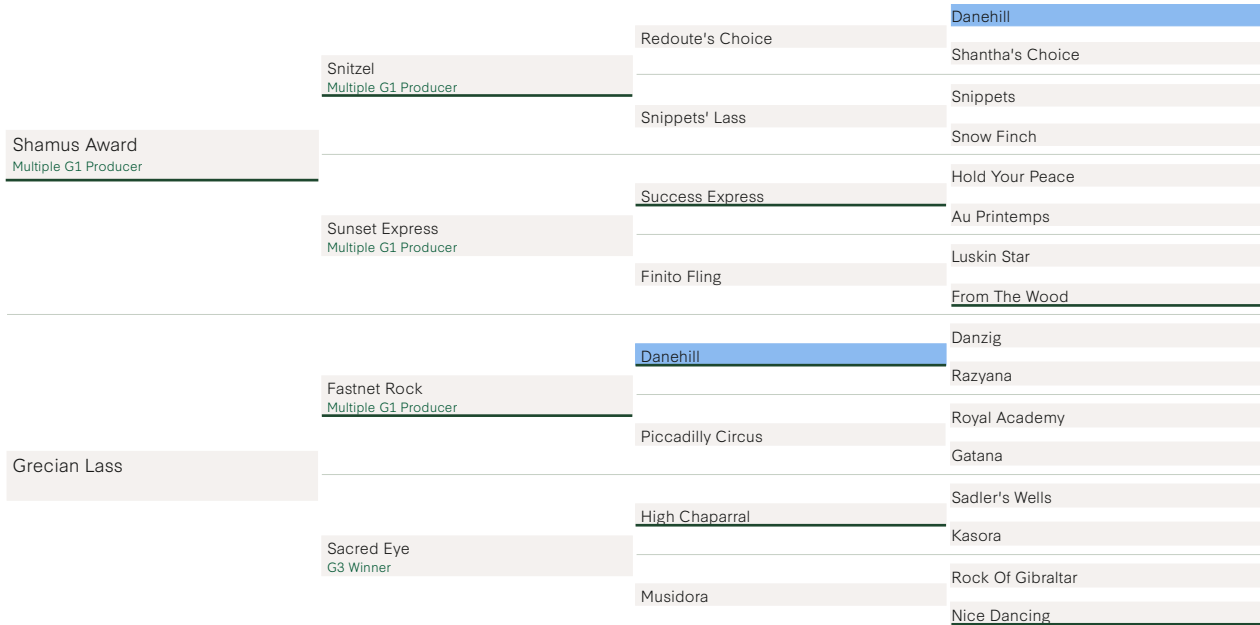 Shamus Award
Multiple G1 Producer
Grecian Lass
Snitzel
Multiple G1 Producer
Sunset Express
Multiple G1 Producer
Fastnet Rock
Multiple G1 Producer
Sacred Eye
G3 Winner
Redoute's Choice
Snippets' Lass
Success Express
Finito Fling
Danehill
Piccadilly Circus
High Chaparral
Musidora
Danehill
Shantha's Choice
Snippets
Snow Finch
Hold Your Peace
Au Printemps
Luskin Star
From The Wood
Danzig
Razyana
Royal Academy
Gatana
Sadler's Wells
Kasora
Rock Of Gibraltar
Nice Dancing